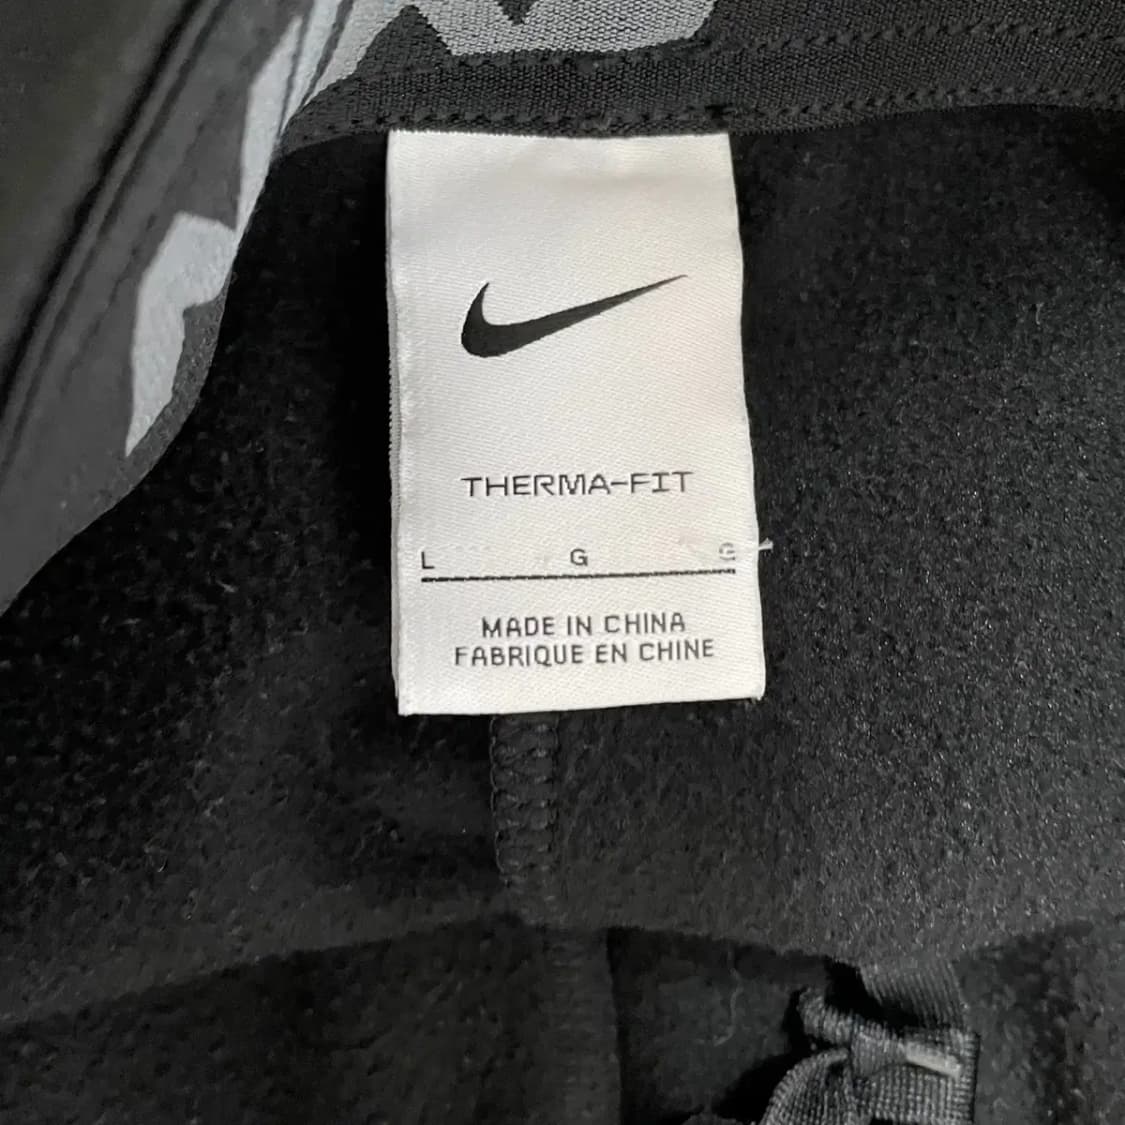 THERMA-FIT
L G G
MADE IN CHINA
FABRIQUE EN CHINE